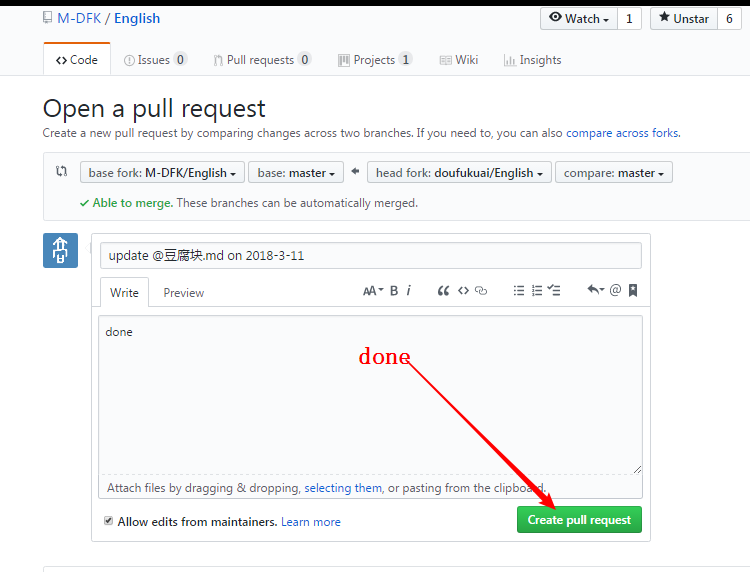 M-DFK / English
Watch 1 Unstar 6
Code Issues 0 Pull requests 0 Projects 1 Wiki Insights
Open a pull request
Create a new pull request by comparing changes across two branches. If you need to, you can also compare across forks.
base fork: M-DFK/English base: master head fork: doufukuai/English compare: master
Able to merge. These branches can be automatically merged.
update @豆腐块.md on 2018-3-11
Write Preview AA B i @
done
done
Attach files by dragging & dropping, selecting them, or pasting from the clipboard.
Allow edits from maintainers. Learn more
Create pull request